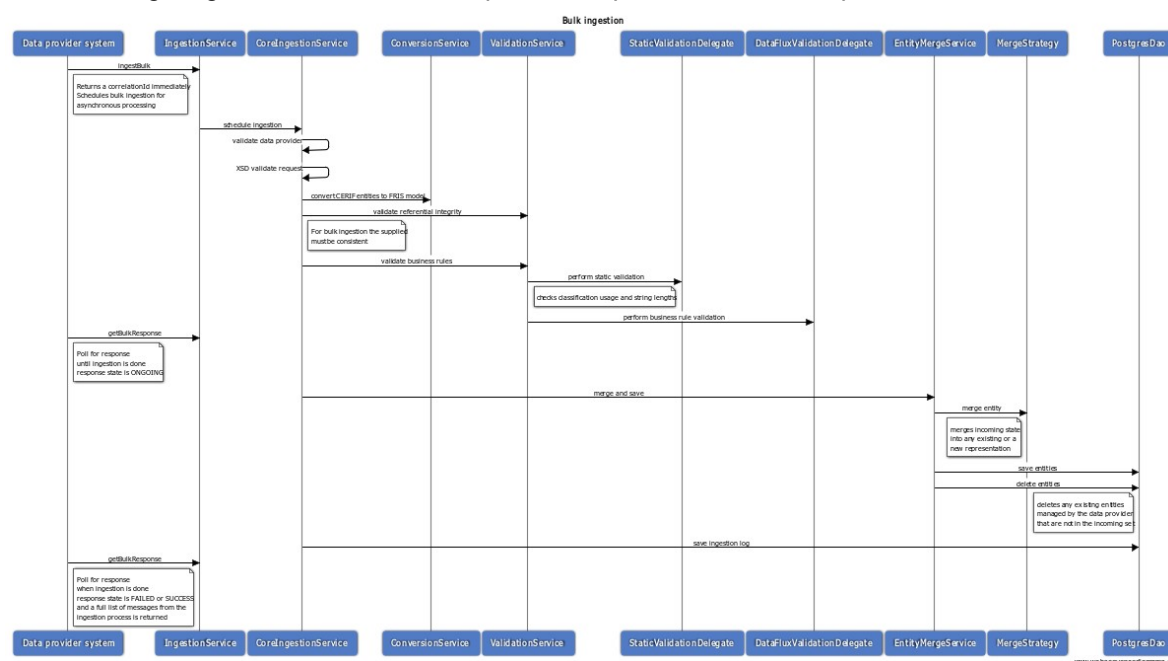 Bulk ingestion
Data provider system IngestionService CoreIngestionService ConversionService ValidationService StaticValidationDelegate DataFluxValidationDelegate EntityMergeService MergeStrategy PostgresDao
ingestBulk
Returns a correlationId immediately
Schedules bulk ingestion for
asynchronous processing
schedule ingestion
validate data provider
XSD validate request
convert CERIF entities to FRIS model
validate referential integrity
For bulk ingestion the supplied
must be consistent
validate business rules
perform static validation
checks classification usage and string lengths
perform business rule validation
getBulkResponse
Poll for response
until ingestion is done
response state is ONGOING
merge and save
merge entity
merges incoming state
into any existing or a
new representation
save entities
delete entities
deletes any existing entities
managed by the data provider
that are not in the incoming set
save ingestion log
getBulkResponse
Poll for response
when ingestion is done
response state is FAILED or SUCCESS
and a full list of messages from the
ingestion process is returned
Data provider system IngestionService CoreIngestionService ConversionService ValidationService StaticValidationDelegate DataFluxValidationDelegate EntityMergeService MergeStrategy PostgresDao